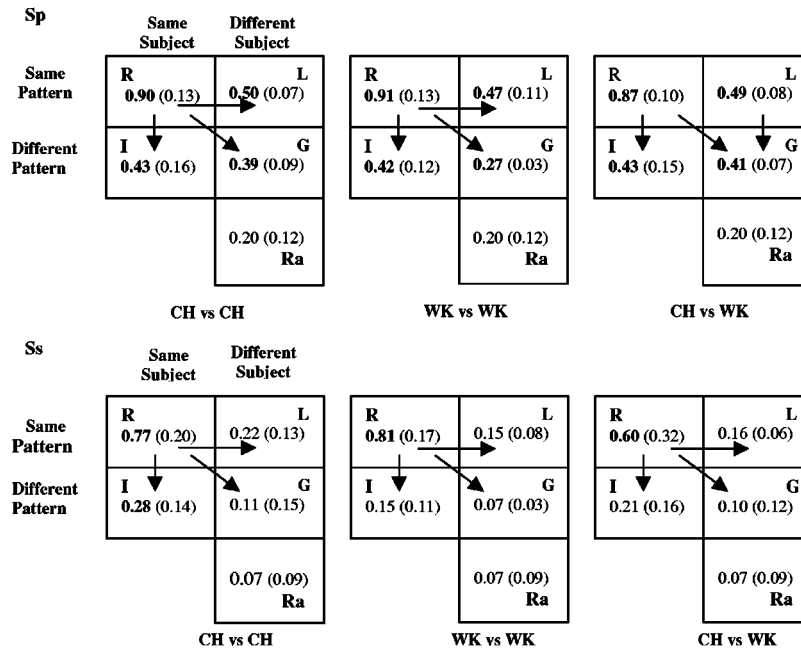 Sp
Same Subject Different Subject
Same Pattern
R L R L R L
0.90 (0.13) 0.50 (0.07) 0.91 (0.13) 0.47 (0.11) 0.87 (0.10) 0.49 (0.08)
Different Pattern
I G I G I G
0.43 (0.16) 0.39 (0.09) 0.42 (0.12) 0.27 (0.03) 0.43 (0.15) 0.41 (0.07)
0.20 (0.12) 0.20 (0.12) 0.20 (0.12)
Ra Ra Ra
CH vs CH WK vs WK CH vs WK
Ss
Same Subject Different Subject
Same Pattern
R L R L R L
0.77 (0.20) 0.22 (0.13) 0.81 (0.17) 0.15 (0.08) 0.60 (0.32) 0.16 (0.06)
Different Pattern
I G I G I G
0.28 (0.14) 0.11 (0.15) 0.15 (0.11) 0.07 (0.03) 0.21 (0.16) 0.10 (0.12)
0.07 (0.09) 0.07 (0.09) 0.07 (0.09)
Ra Ra Ra
CH vs CH WK vs WK CH vs WK